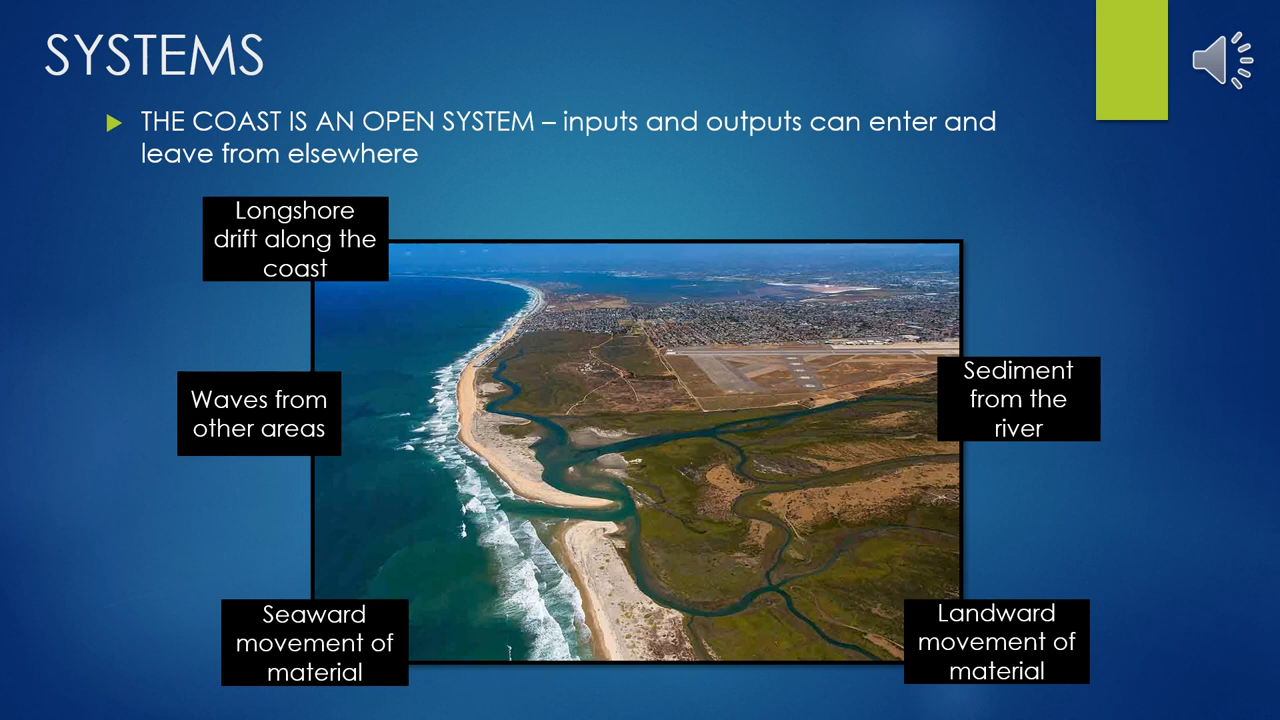 SYSTEMS
THE COAST IS AN OPEN SYSTEM – inputs and outputs can enter and
leave from elsewhere
Longshore
drift along the
coast
Waves from
other areas
Sediment
from the
river
Seaward
movement of
material
Landward
movement of
material